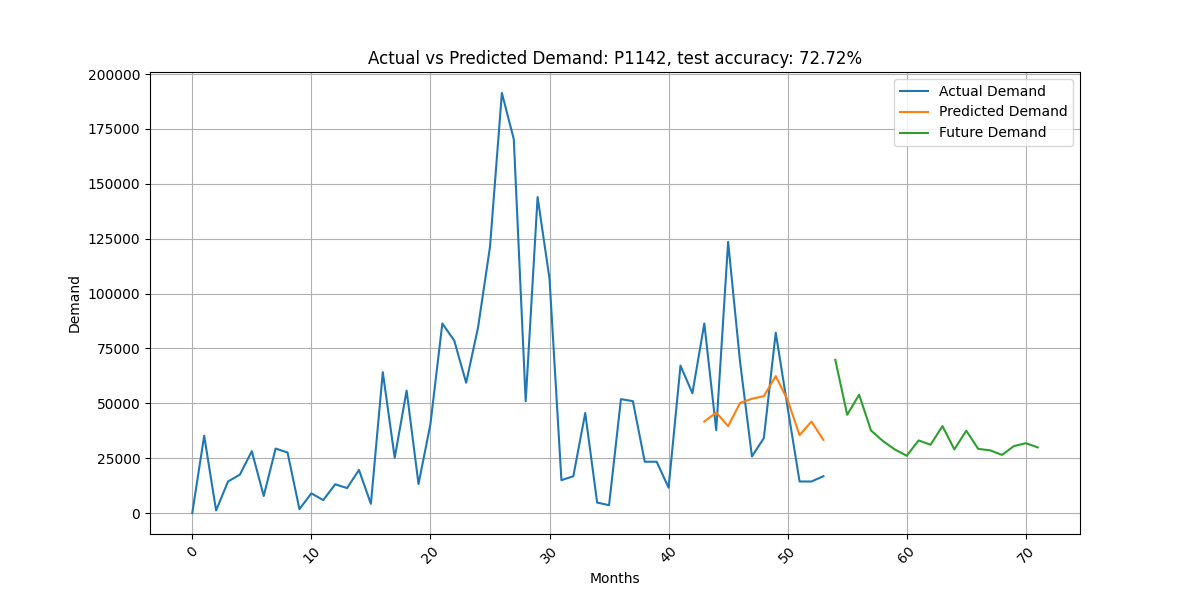 Actual vs Predicted Demand: P1142, test accuracy: 72.72%
200000
175000
150000
125000
100000
75000
50000
25000
0
Demand
Actual Demand
Predicted Demand
Future Demand
0 10 20 30 40 50 60 70
Months